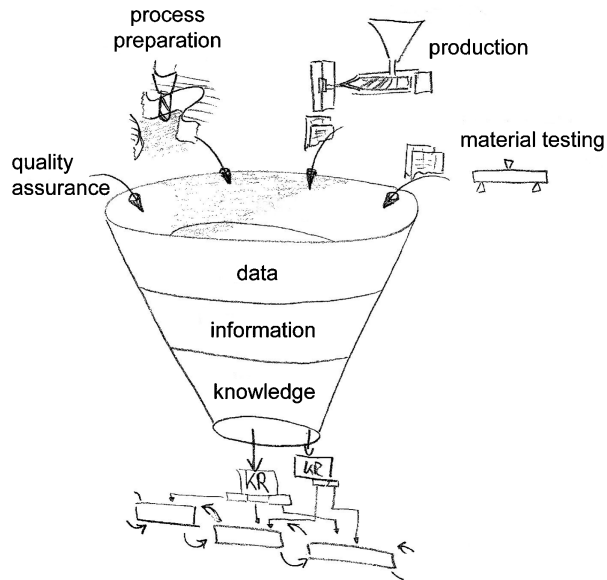 process
preparation
production
material testing
quality
assurance
data
information
knowledge
KR
KR